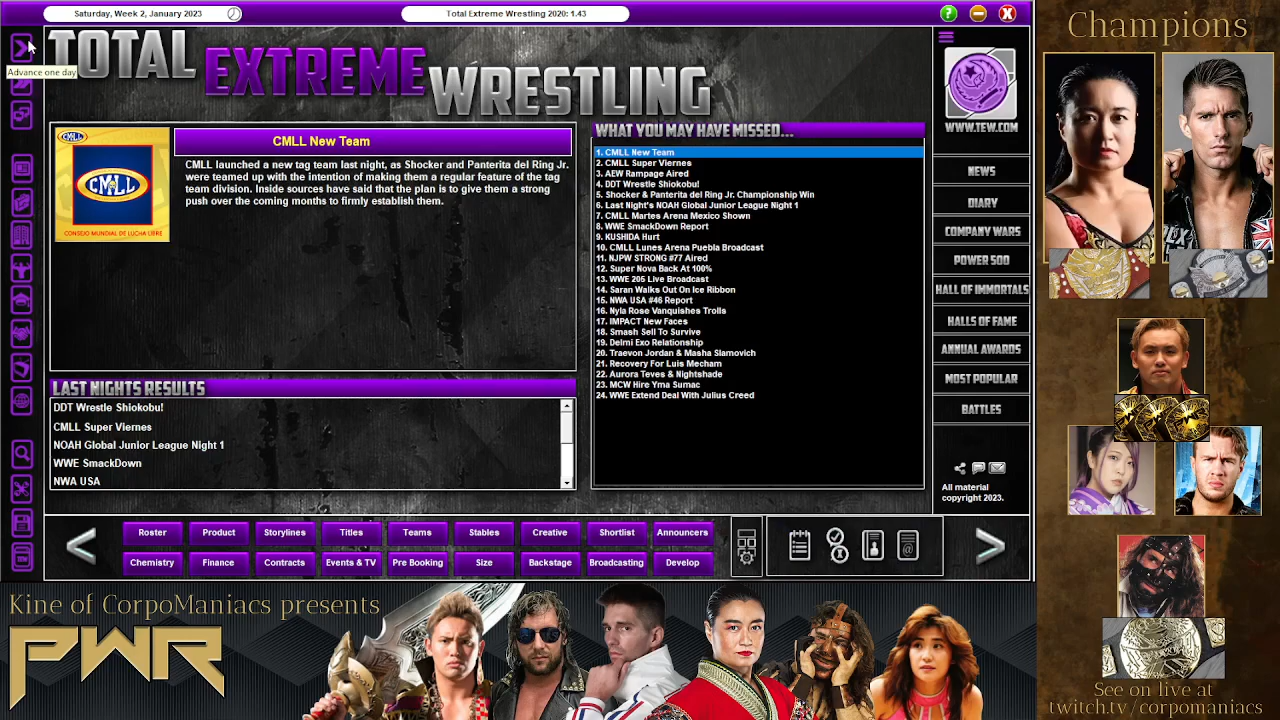 Saturday, Week 2, January 2023
Total Extreme Wrestling 2020: 1.43
Advance one day
TOTAL EXTREME WRESTLING
WWW.TEW.COM
CMLL
CMLL
CONSEJO MUNDIAL DE LUCHA LIBRE
CMLL New Team
CMLL launched a new tag team last night, as Shocker and Panterita del Ring Jr.
were teamed up with the intention of making them a regular feature of the tag
team division. Inside sources have said that the plan is to give them a strong
push over the coming months to firmly establish them.
LAST NIGHTS RESULTS
DDT Wrestle Shiokobu!
CMLL Super Viernes
NOAH Global Junior League Night 1
WWE SmackDown
NWA USA
WHAT YOU MAY HAVE MISSED...
1. CMLL New Team
2. CMLL Super Viernes
3. AEW Rampage Aired
4. DDT Wrestle Shiokobu!
5. Shocker & Panterita del Ring Jr. Championship Win
6. Last Night's NOAH Global Junior League Night 1
7. CMLL Martes Arena Mexico Shown
8. WWE SmackDown Report
9. KUSHIDA Hurt
10. CMLL Lunes Arena Puebla Broadcast
11. NJPW STRONG #77 Aired
12. Super Nova Back At 100%
13. WWE 205 Live Broadcast
14. Saran Walks Out On Ice Ribbon
15. NWA USA #46 Report
16. Nyla Rose Vanquishes Trolls
17. IMPACT New Faces
18. Smash Sell To Survive
19. Delmi Exo Relationship
20. Traevon Jordan & Masha Slamovich
21. Recovery For Luis Mecham
22. Aurora Teves & Nightshade
23. MCW Hire Yma Sumac
24. WWE Extend Deal With Julius Creed
NEWS
DIARY
COMPANY WARS
POWER 500
HALL OF IMMORTALS
HALLS OF FAME
ANNUAL AWARDS
MOST POPULAR
BATTLES
All material
copyright 2023.
Roster
Product
Storylines
Titles
Teams
Stables
Creative
Shortlist
Announcers
Chemistry
Finance
Contracts
Events & TV
Pre Booking
Size
Backstage
Broadcasting
Develop
Kine of CorpoManiacs presents
PWR
Champions
See on live at
twitch.tv/corpomaniacs